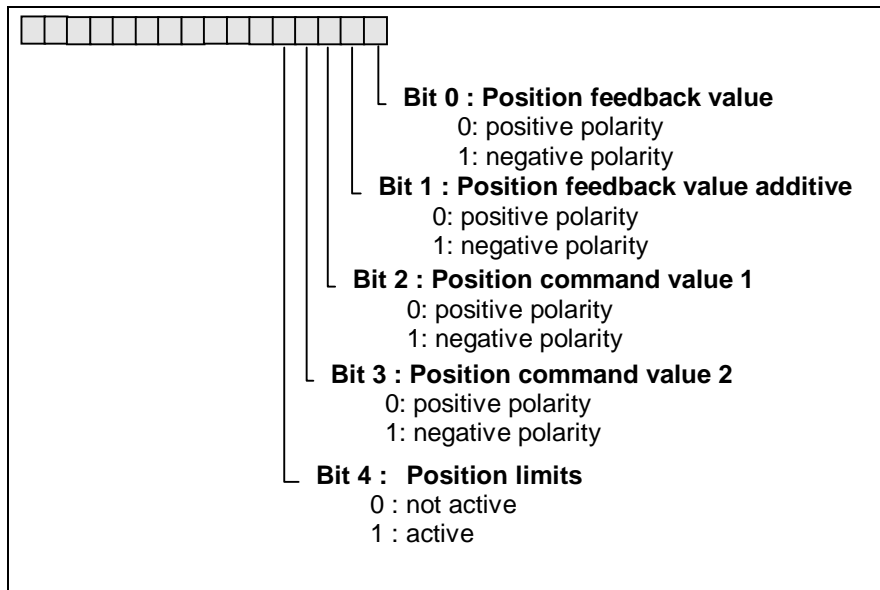 Bit 0 : Position feedback value
0: positive polarity
1: negative polarity
Bit 1 : Position feedback value additive
0: positive polarity
1: negative polarity
Bit 2 : Position command value 1
0: positive polarity
1: negative polarity
Bit 3 : Position command value 2
0: positive polarity
1: negative polarity
Bit 4 : Position limits
0 : not active
1 : active